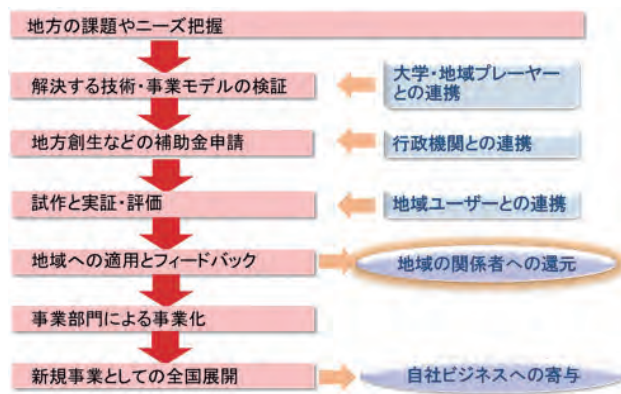 地方の課題やニーズ把握
解決する技術・事業モデルの検証
大学・地域プレーヤー
との連携
地方創生などの補助金申請
行政機関との連携
試作と実証・評価
地域ユーザーとの連携
地域への適用とフィードバック
地域の関係者への還元
事業部門による事業化
新規事業としての全国展開
自社ビジネスへの寄与